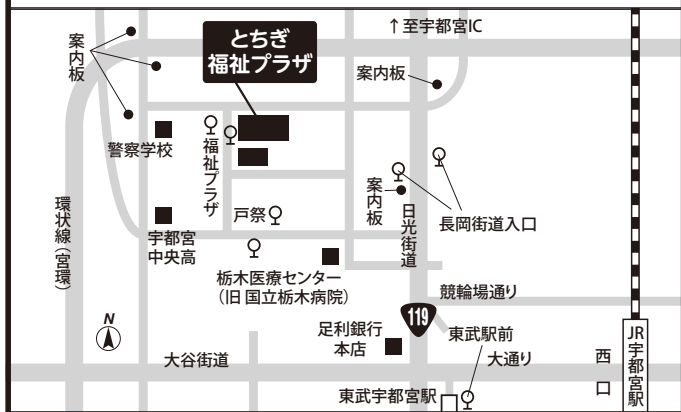 ↑至宇都宮IC
とちぎ
福祉プラザ
案内板
案内板
警察学校
福祉プラザ
案内板
長岡街道入口
環状線(宮環)
戸祭
日光街道
宇都宮
中央高
栃木医療センター
(旧 国立栃木病院)
競輪場通り
N
119
足利銀行
本店
東武駅前
大谷街道
大通り
西口
JR宇都宮駅
東武宇都宮駅